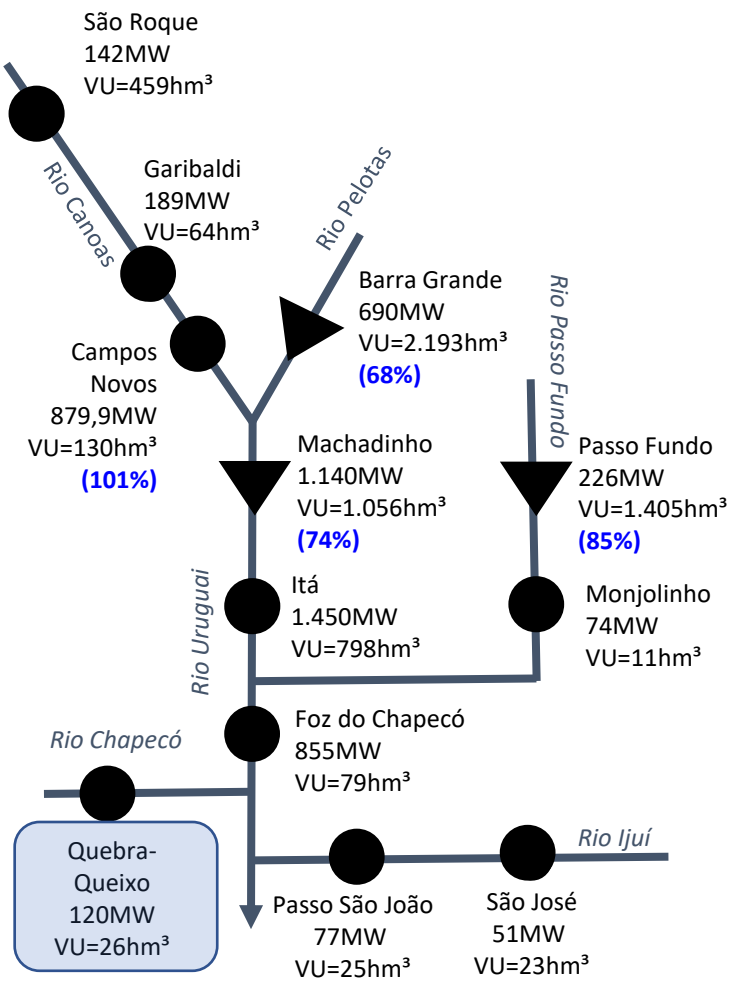 São Roque
142MW
VU=459hm³
Rio Canoas
Garibaldi
189MW
VU=64hm³
Rio Pelotas
Barra Grande
690MW
VU=2.193hm³
(68%)
Rio Passo Fundo
Campos
Novos
879,9MW
VU=130hm³
(101%)
Machadinho
1.140MW
VU=1.056hm³
(74%)
Passo Fundo
226MW
VU=1.405hm³
(85%)
Rio Uruguai
Itá
1.450MW
VU=798hm³
Monjolinho
74MW
VU=11hm³
Foz do Chapecó
855MW
VU=79hm³
Rio Chapecó
Quebra-
Queixo
120MW
VU=26hm³
Rio Ijuí
Passo São João
77MW
VU=25hm³
São José
51MW
VU=23hm³